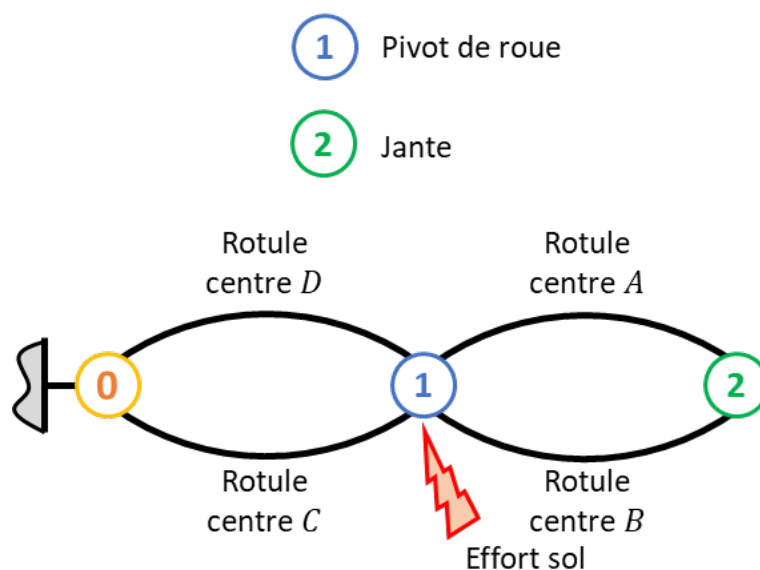 1 Pivot de roue
2 Jante
Rotule
centre D
Rotule
centre A
0
1
2
Rotule
centre C
Rotule
centre B
Effort sol